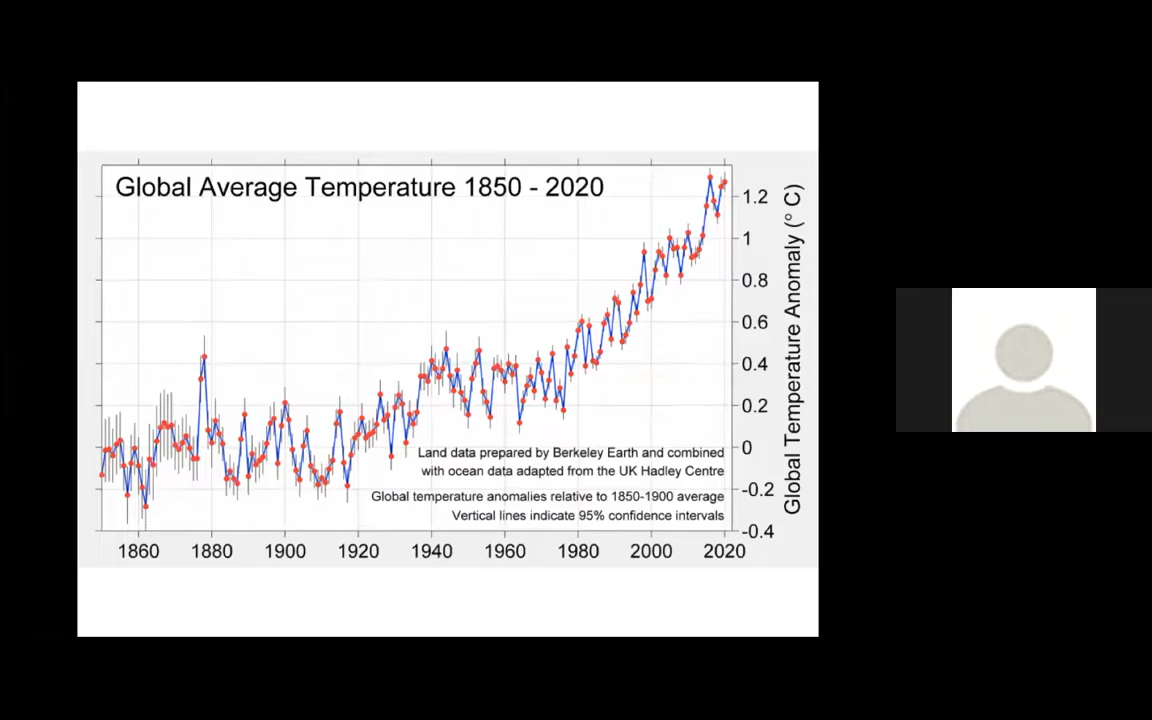 Global Average Temperature 1850 - 2020
1.2
1
0.8
0.6
0.4
0.2
0
-0.2
-0.4
Global Temperature Anomaly (° C)
Land data prepared by Berkeley Earth and combined
with ocean data adapted from the UK Hadley Centre
Global temperature anomalies relative to 1850-1900 average
Vertical lines indicate 95% confidence intervals
1860 1880 1900 1920 1940 1960 1980 2000 2020